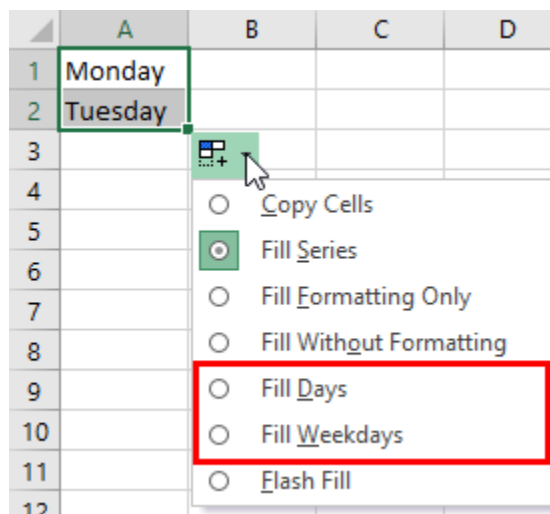 A B C D
1 Monday
2 Tuesday
3
4 Copy Cells
5 Fill Series
6
7 Fill Formatting Only
8 Fill Without Formatting
9 Fill Days
10 Fill Weekdays
11 Flash Fill
12